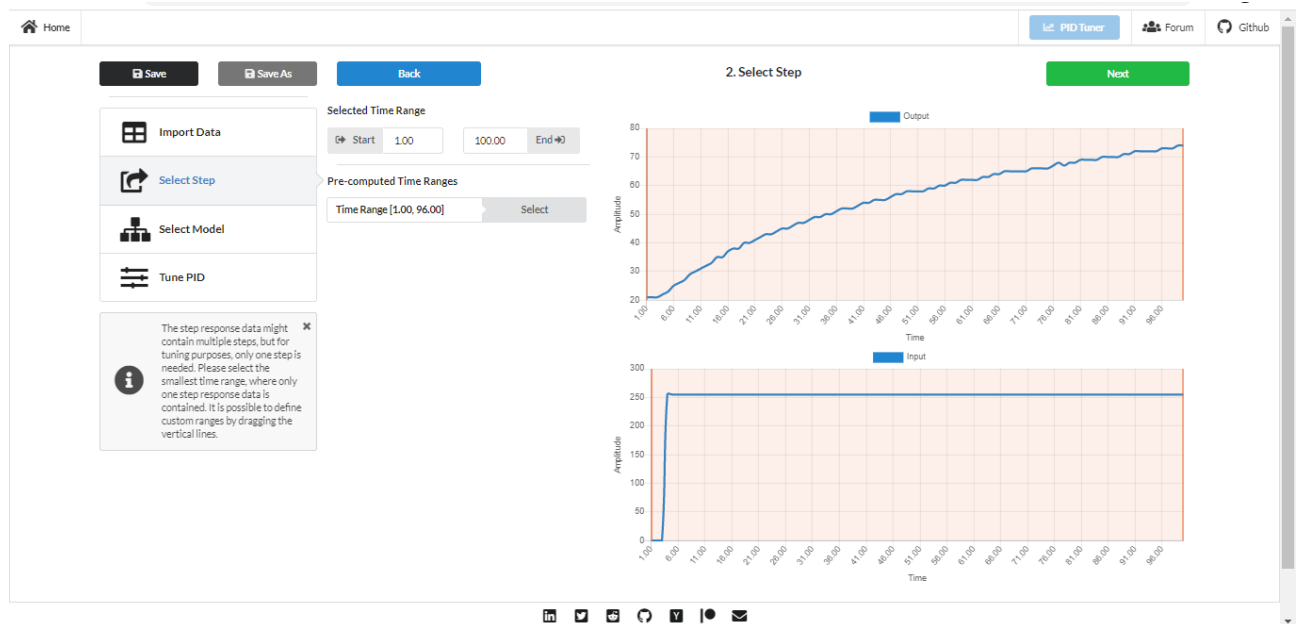 Home
PID Tuner
Forum
Github
Save
Save As
Back
2. Select Step
Next
Import Data
Select Step
Select Model
Tune PID
The step response data might
contain multiple steps, but for
tuning purposes, only one step is
needed. Please select the
smallest time range, where only
one step response data is
contained. It is possible to define
custom ranges by dragging the
vertical lines.
Selected Time Range
Start 1.00 100.00 End
Pre-computed Time Ranges
Time Range [1.00, 96.00] Select
Output
80
70
60
50
40
30
20
Amplitude
1.00 6.00 11.00 16.00 21.00 26.00 31.00 36.00 41.00 46.00 51.00 56.00 61.00 66.00 71.00 76.00 81.00 86.00 91.00 96.00
Time
Input
300
250
200
150
100
50
0
Amplitude
1.00 6.00 11.00 16.00 21.00 26.00 31.00 36.00 41.00 46.00 51.00 56.00 61.00 66.00 71.00 76.00 81.00 86.00 91.00 96.00
Time